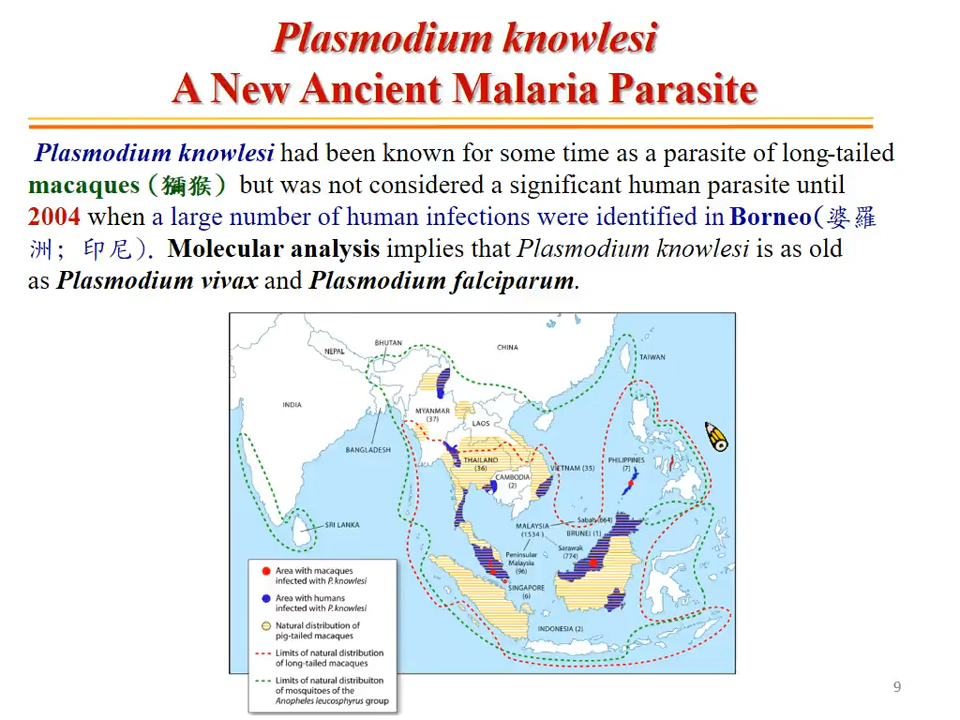 Plasmodium knowlesi
A New Ancient Malaria Parasite
Plasmodium knowlesi had been known for some time as a parasite of long-tailed
macaques (獼猴) but was not considered a significant human parasite until
2004 when a large number of human infections were identified in Borneo(婆羅
洲; 印尼). Molecular analysis implies that Plasmodium knowlesi is as old
as Plasmodium vivax and Plasmodium falciparum.
BHUTAN
NEPAL
CHINA
TAIWAN
INDIA
MYANMAR
(37)
LAOS
BANGLADESH
THAILAND
(36)
VIETNAM (35)
PHILIPPINES
(7)
CAMBODIA
(2)
SRI LANKA
MALAYSIA
(1534)
Sabah (664)
BRUNEI (1)
Sarawak
(774)
Peninsular
Malaysia
(96)
SINGAPORE
(6)
INDONESIA (2)
Area with macaques
infected with P.knowlesi
Area with humans
infected with P.knowlesi
Natural distribution of
pig-tailed macaques
Limits of natural distribution
of long-tailed macaques
Limits of natural distribuiton
of mosquitoes of the
Anopheles leucosphyrus group
9